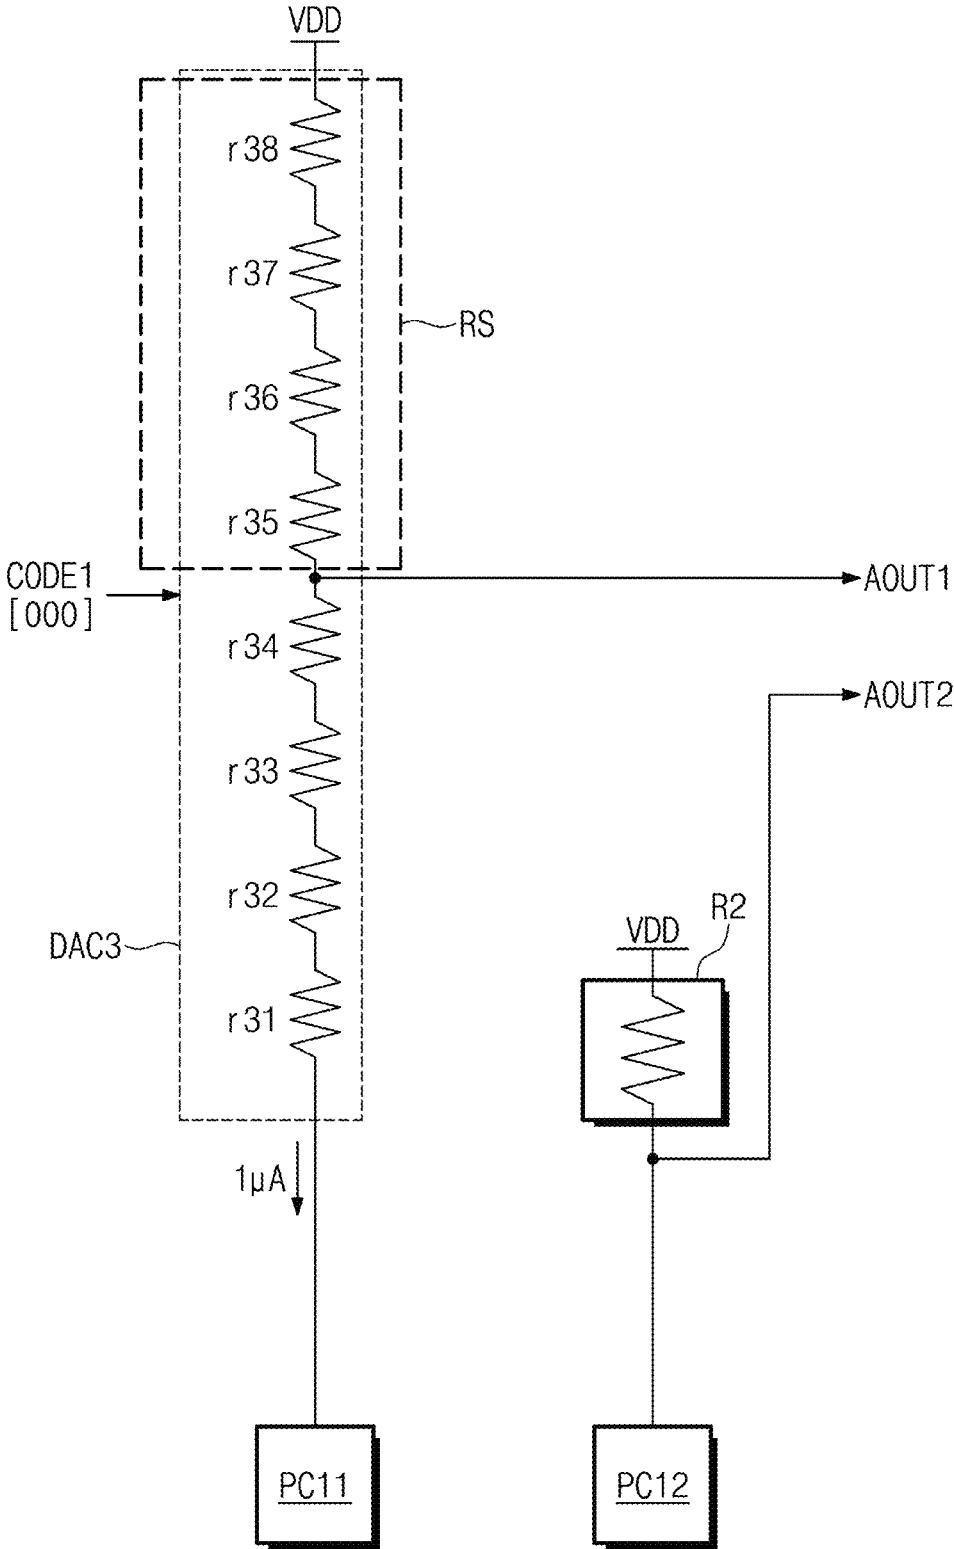 VDD
r38
r37
RS
r36
r35
CODE1
[000]
AOUT1
r34
AOUT2
r33
r32
R2
VDD
DAC3
r31
1μA
PC11
PC12